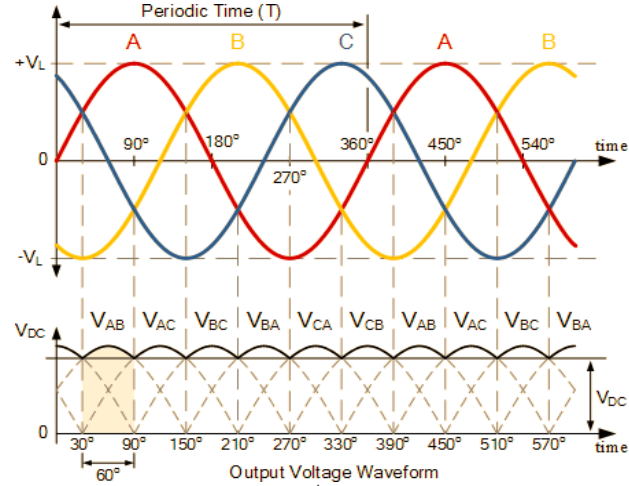 Periodic Time (T)
A B C A B
+VL
0 90° 180° 270° 360° 450° 540° time
-VL
VAB VAC VBC VBA VCA VCB VAB VAC VBC VBA
VDC
VDC
0
30° 90° 150° 210° 270° 330° 390° 450° 510° 570° time
60°
Output Voltage Waveform